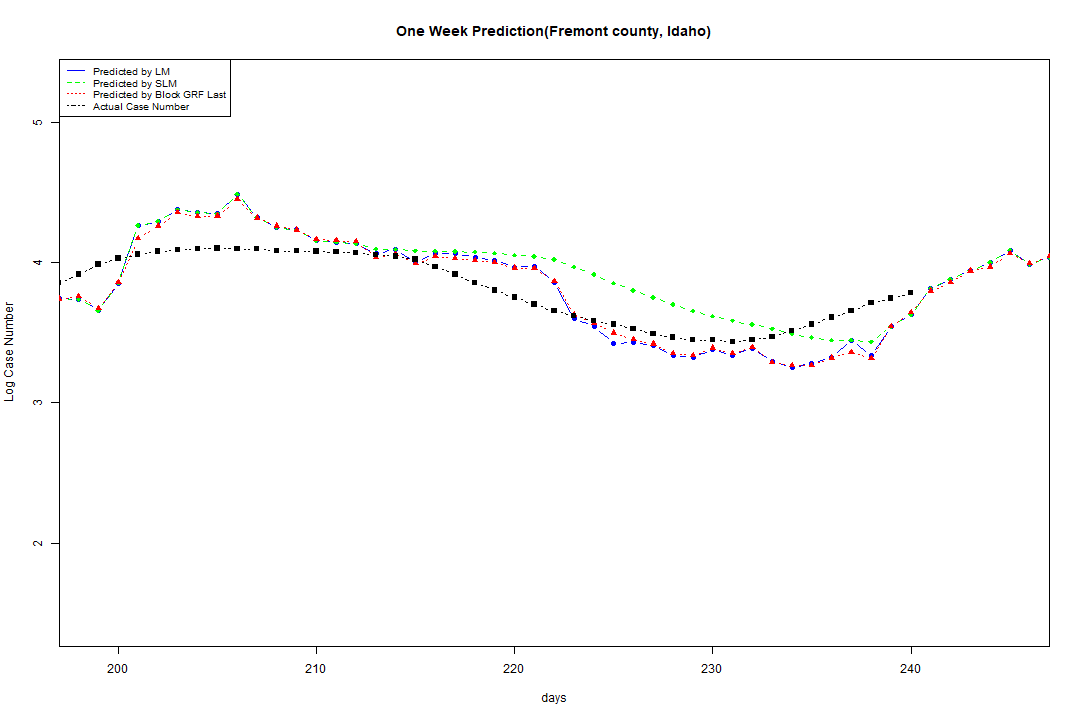 One Week Prediction(Fremont county, Idaho)
Predicted by LM
Predicted by SLM
Predicted by Block GRF Last
Actual Case Number
5
4
3
2
Log Case Number
200 210 220 230 240
days